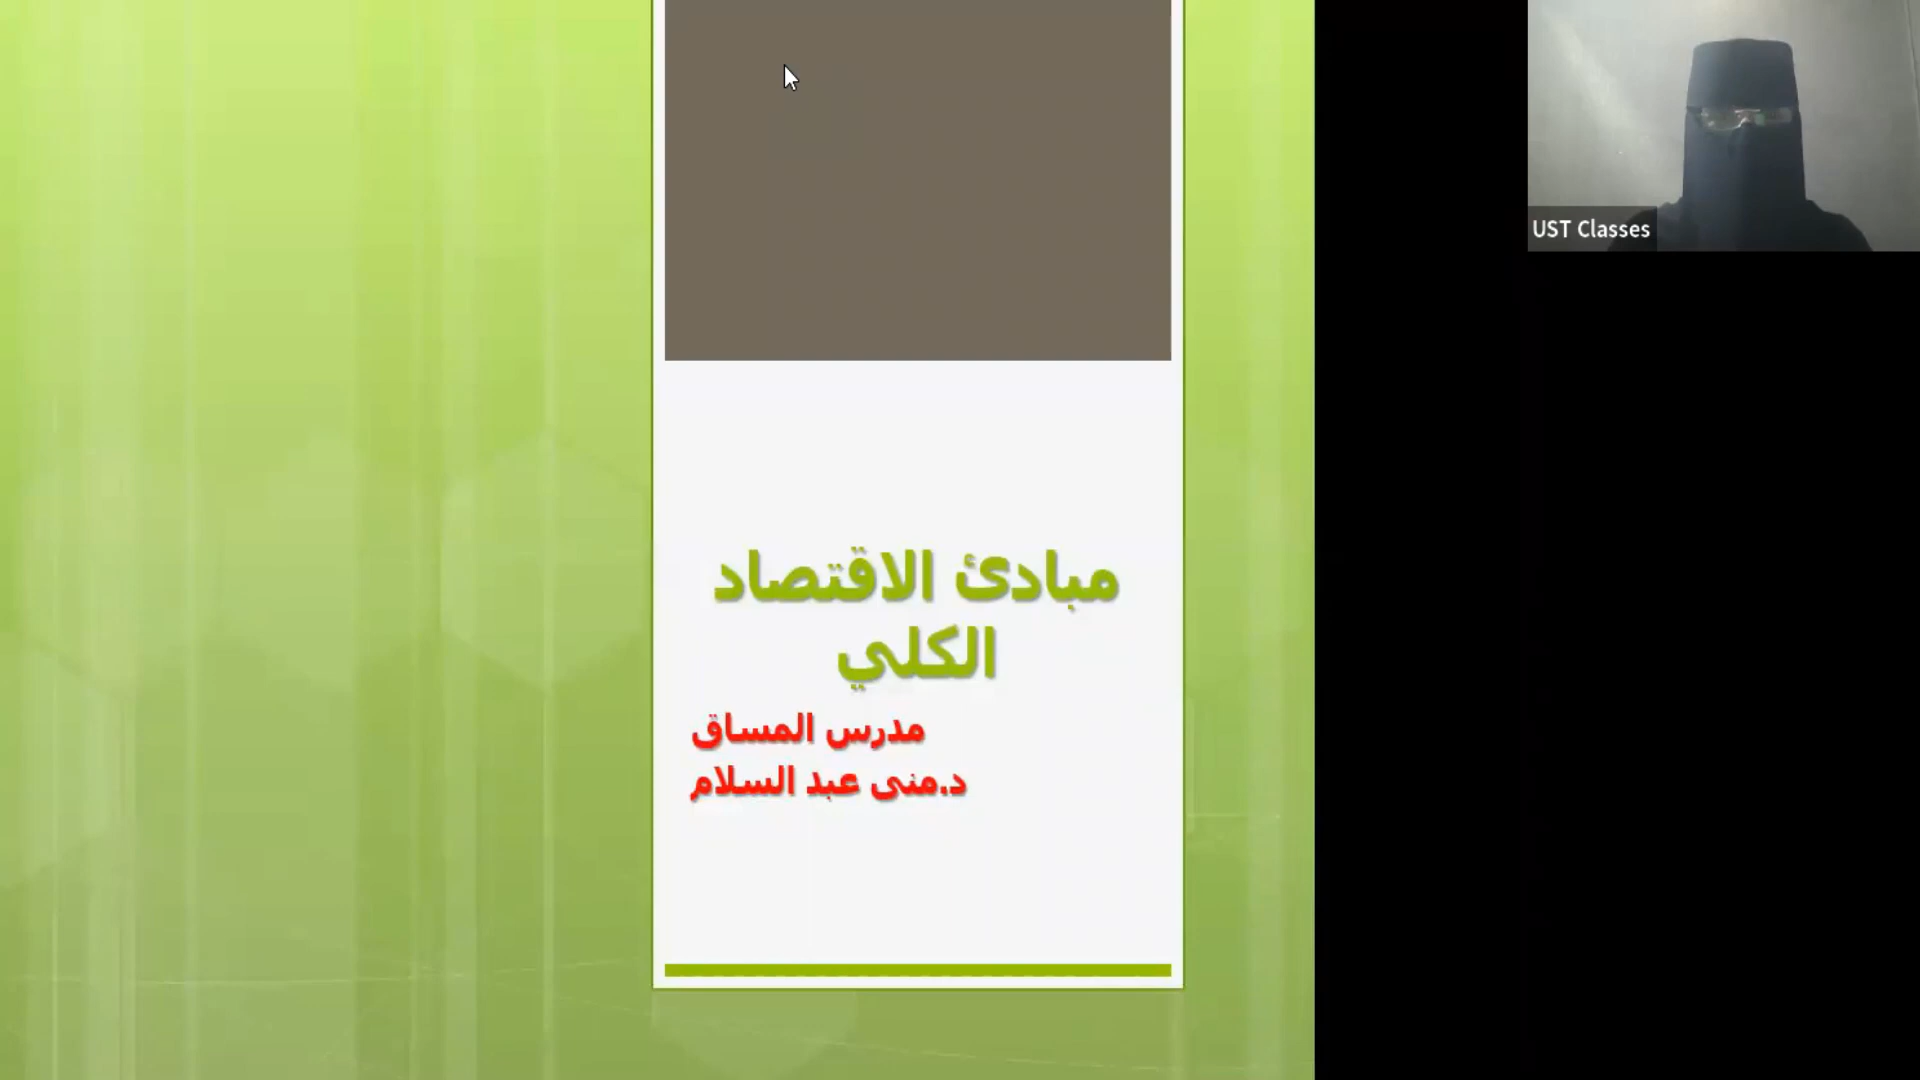 مبادئ الاقتصاد
الكلي
مدرس المساق
د.منى عبد السلام
UST Classes